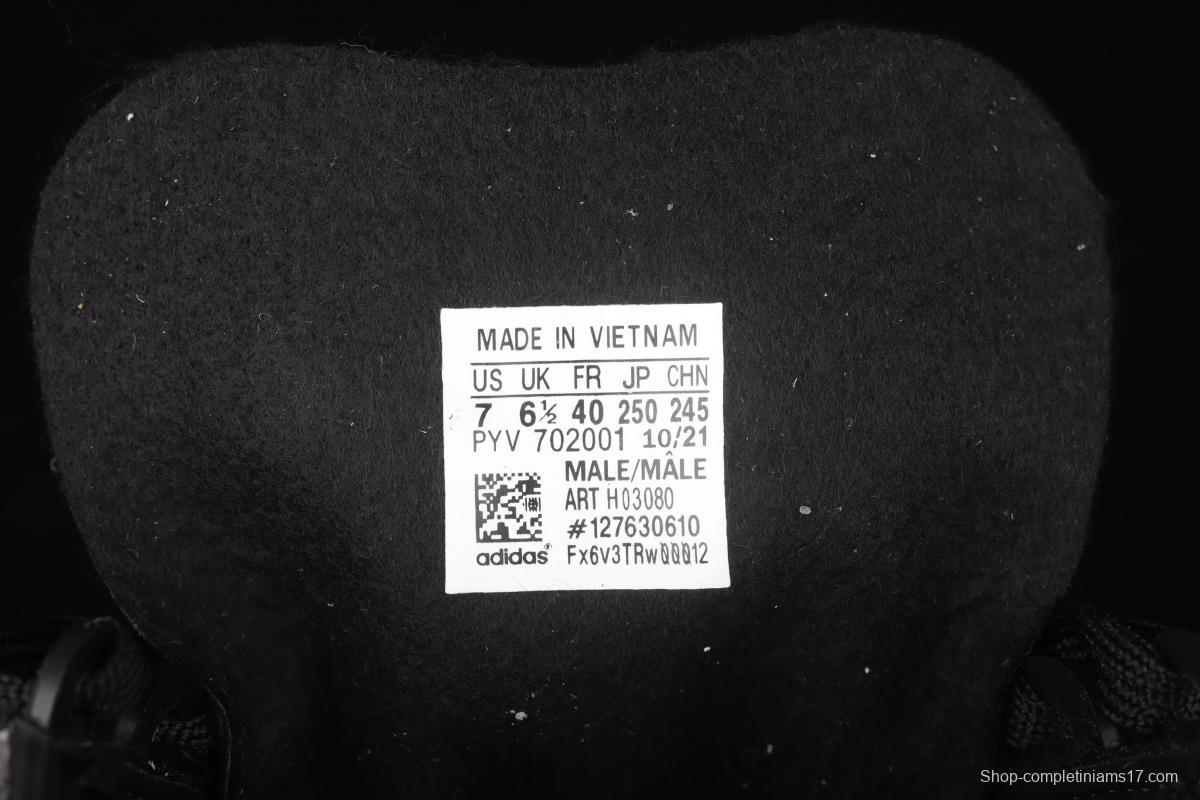 MADE IN VIETNAM
US UK FR JP CHN
7 6½ 40 250 245
PYV 702001 10/21
MALE/MÂLE
ART H03080
#127630610
adidas® Fx6V3TRw00012
Shop-completiniams17.com